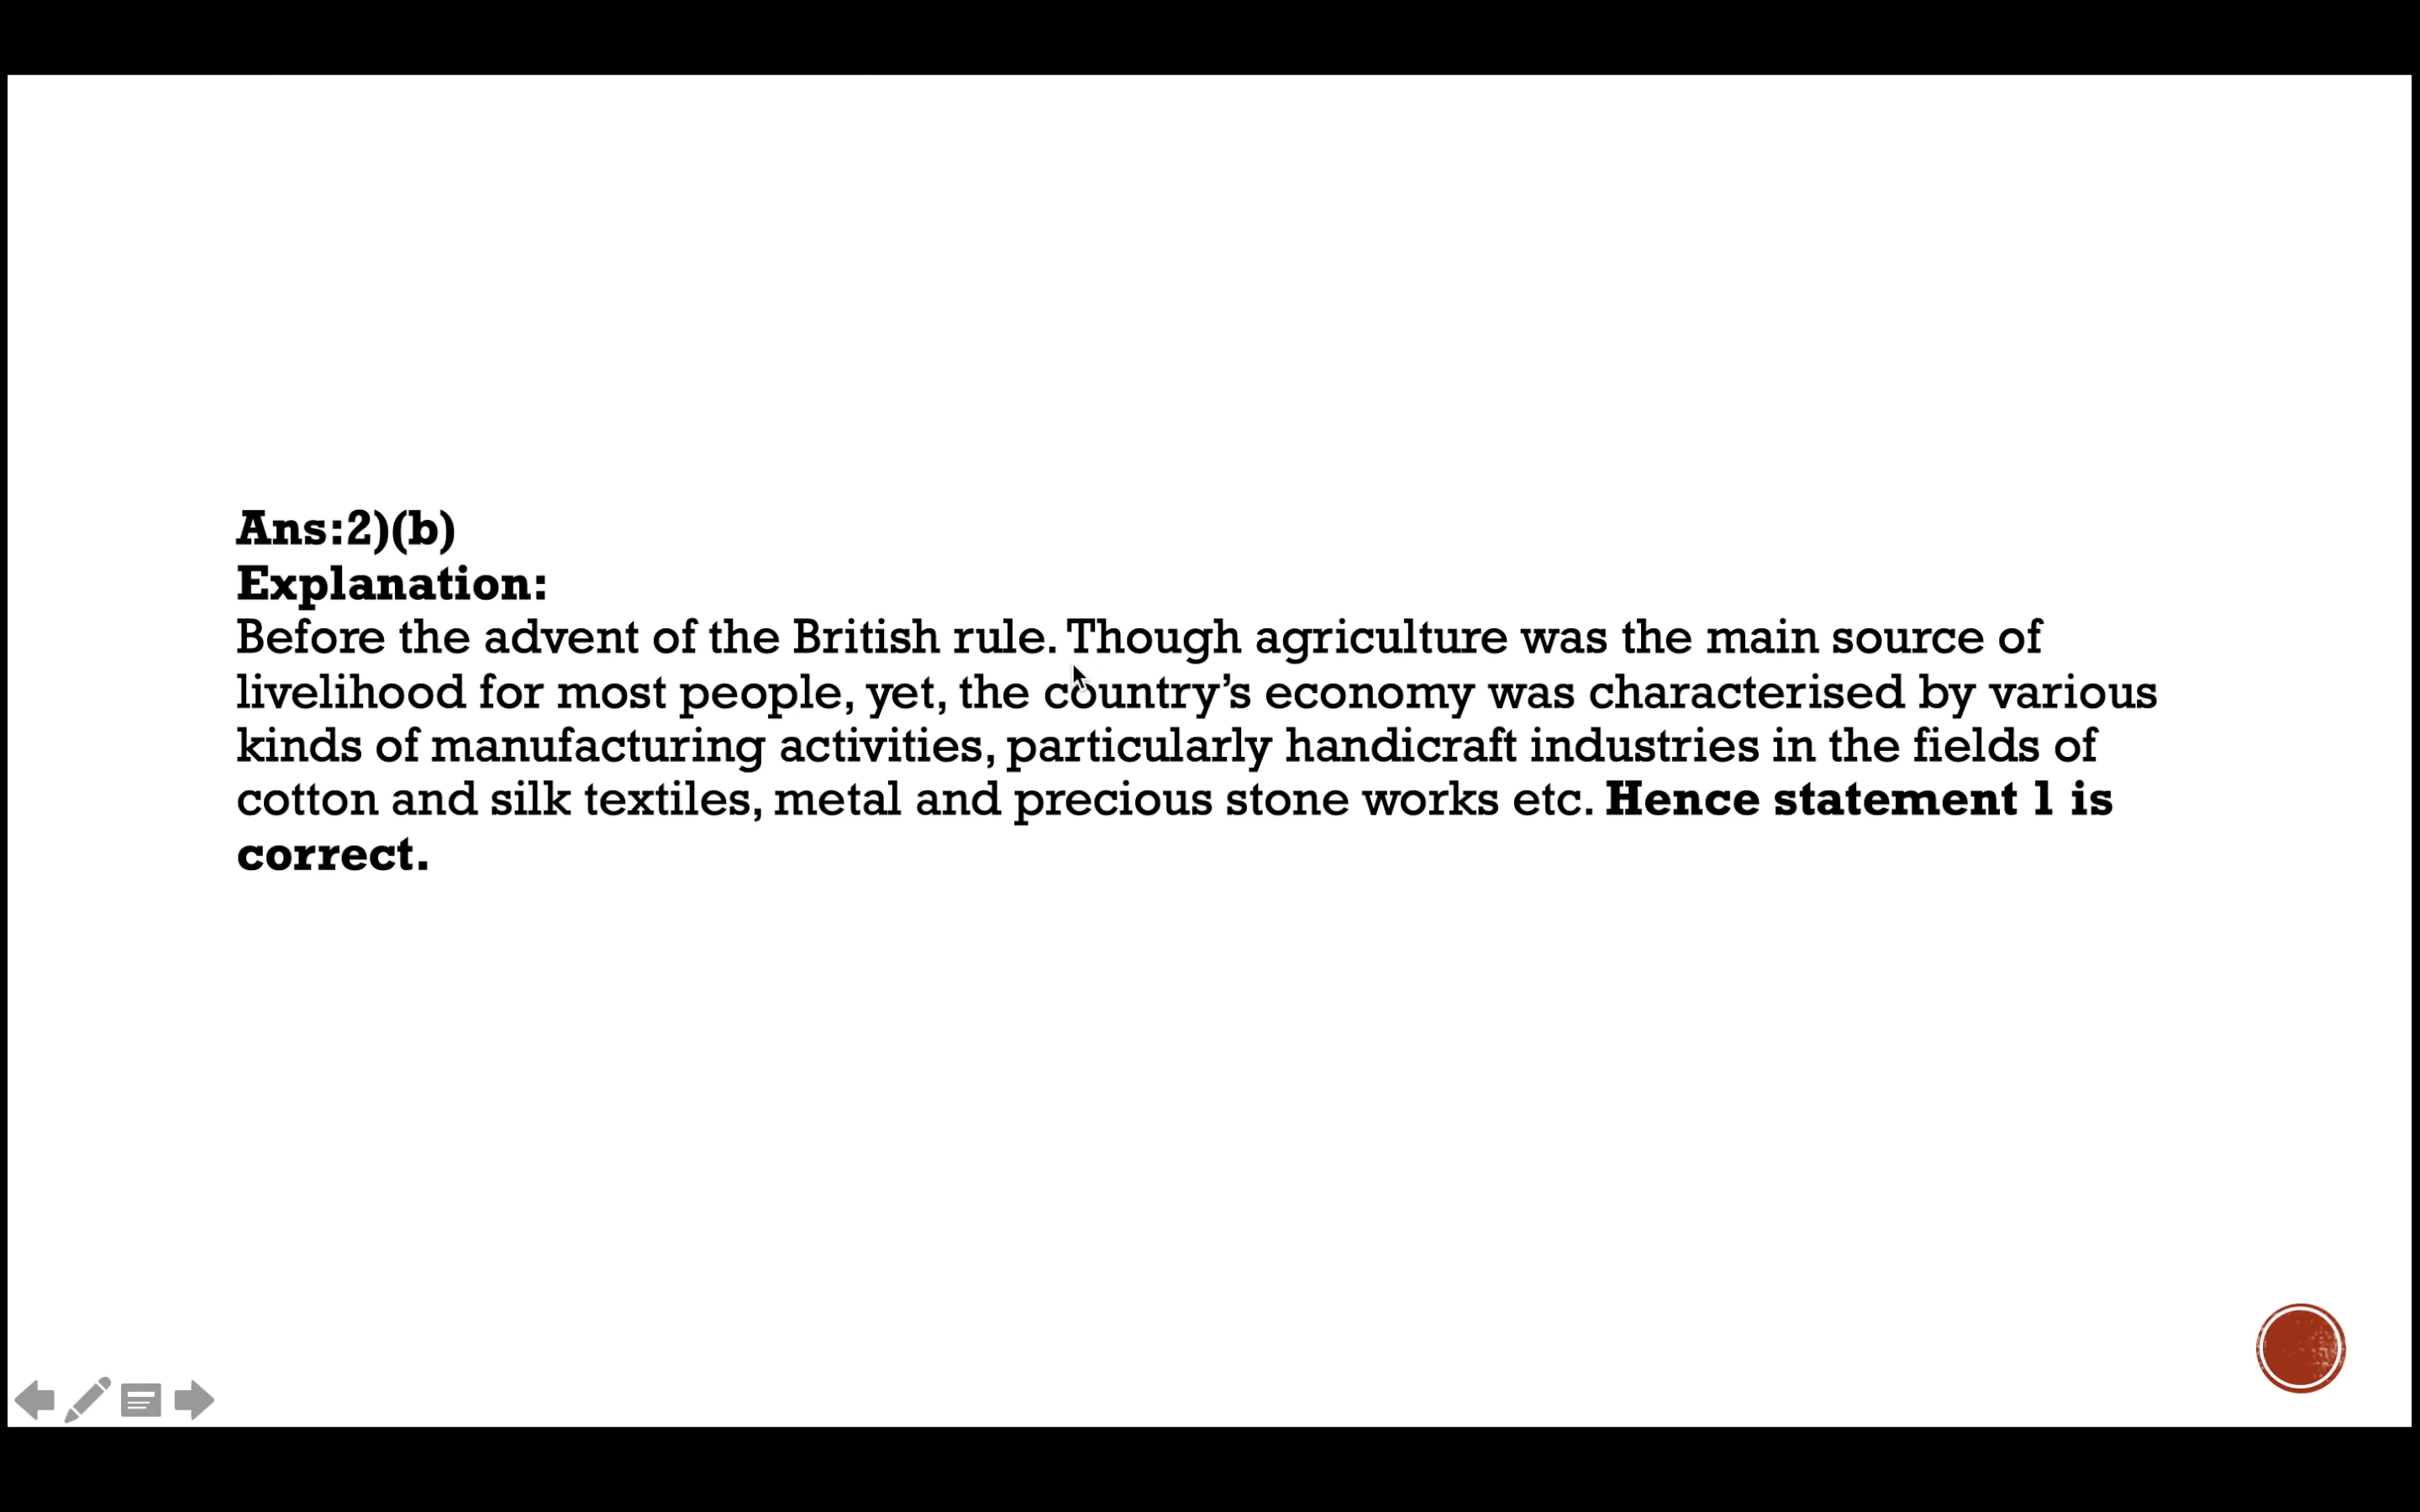 Ans:2)(b)
Explanation:
Before the advent of the British rule. Though agriculture was the main source of
livelihood for most people, yet, the country’s economy was characterised by various
kinds of manufacturing activities, particularly handicraft industries in the fields of
cotton and silk textiles, metal and precious stone works etc. Hence statement 1 is
correct.